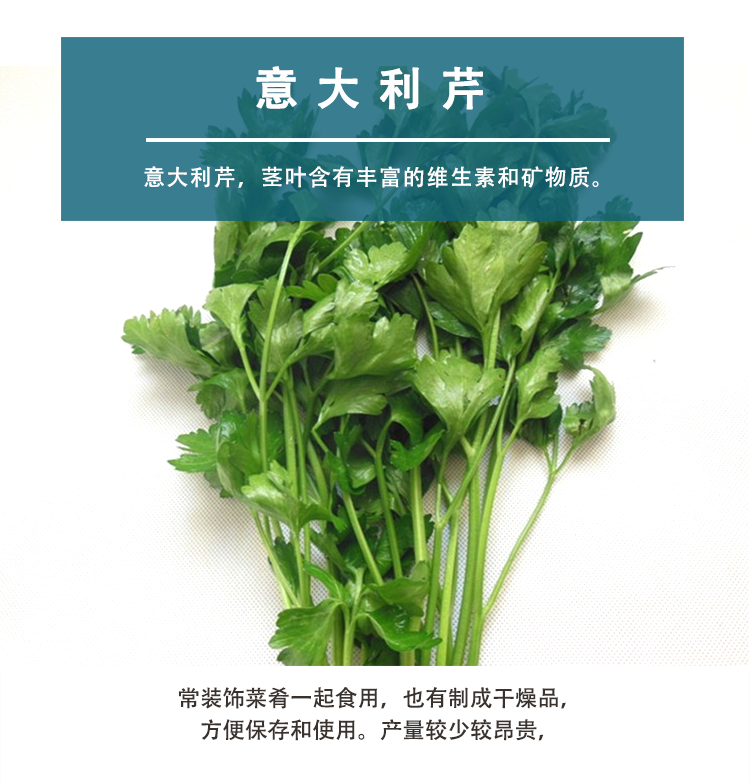 意大利芹
意大利芹，茎叶含有丰富的维生素和矿物质。
常装饰菜肴一起食用，也有制成干燥品，
方便保存和使用。产量较少较昂贵，